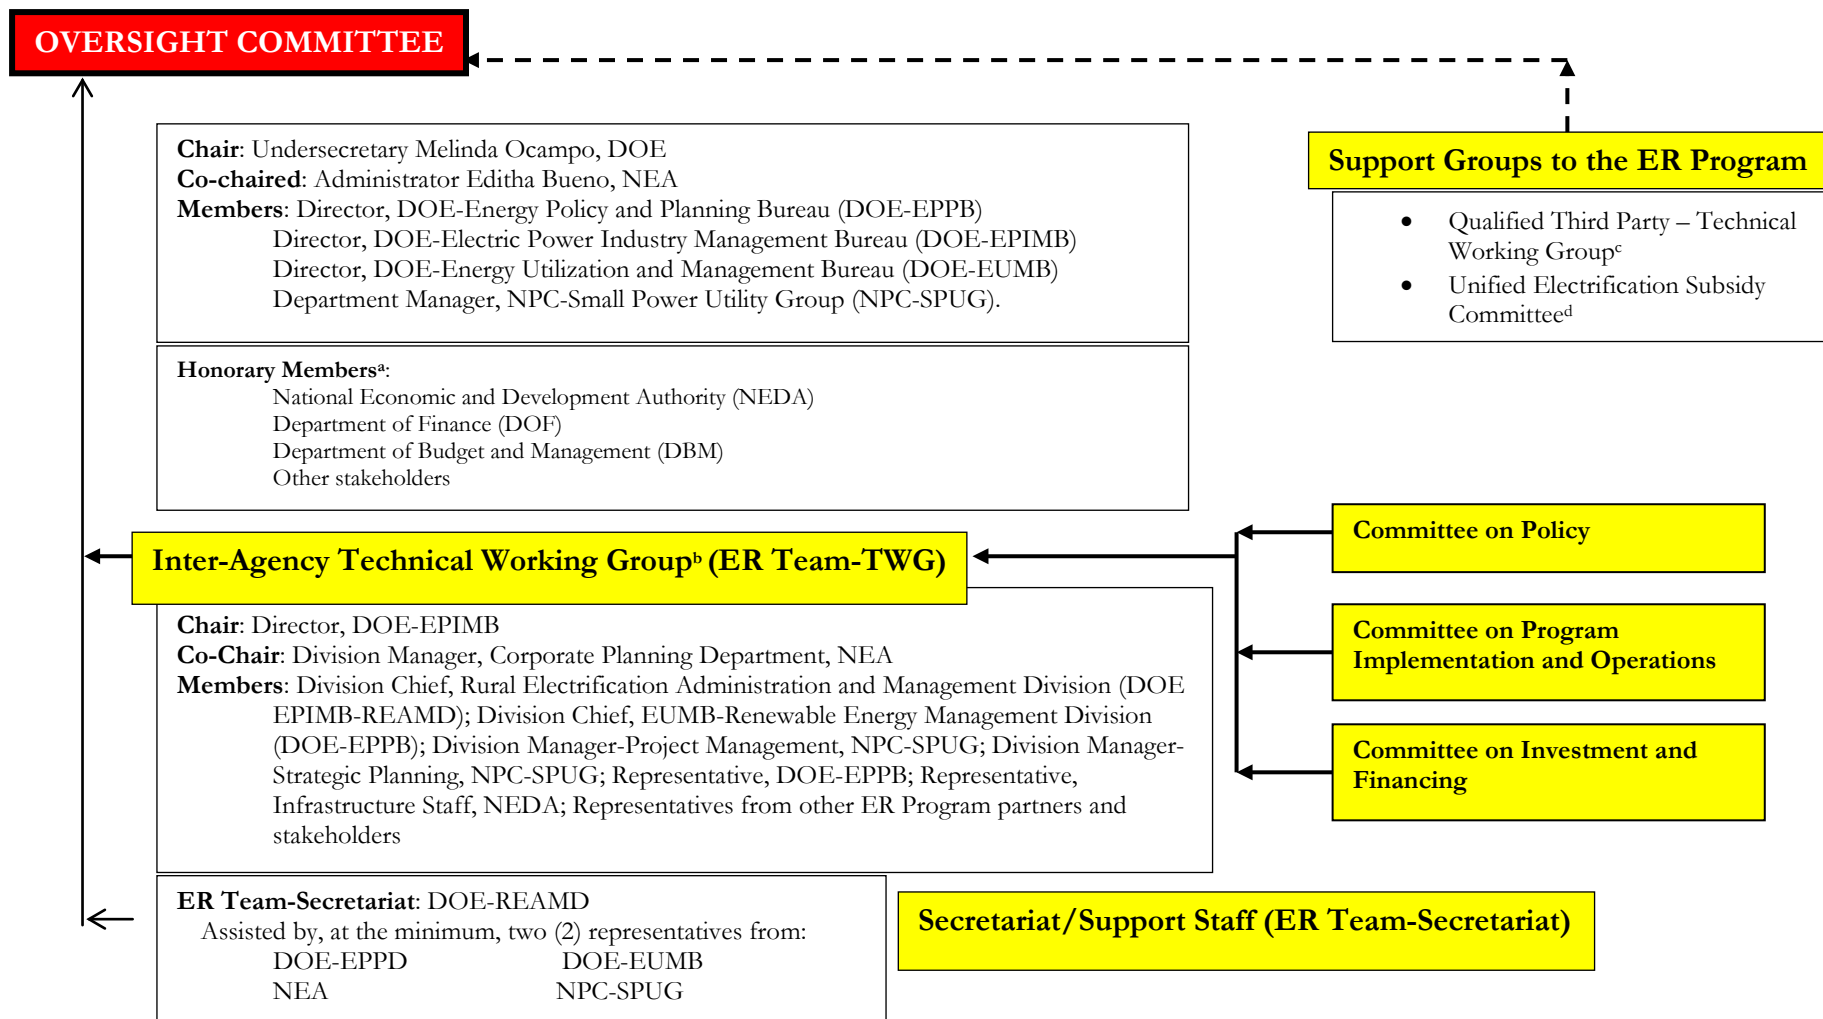 OVERSIGHT COMMITTEE
Chair: Undersecretary Melinda Ocampo, DOE
Co-chaired: Administrator Editha Bueno, NEA
Members: Director, DOE-Energy Policy and Planning Bureau (DOE-EPPB)
Director, DOE-Electric Power Industry Management Bureau (DOE-EPIMB)
Director, DOE-Energy Utilization and Management Bureau (DOE-EUMB)
Department Manager, NPC-Small Power Utility Group (NPC-SPUG).
Support Groups to the ER Program
• Qualified Third Party – Technical
Working Groupᶜ
• Unified Electrification Subsidy
Committeeᵈ
Honorary Membersᵃ:
National Economic and Development Authority (NEDA)
Department of Finance (DOF)
Department of Budget and Management (DBM)
Other stakeholders
Inter-Agency Technical Working Groupᵇ (ER Team-TWG)
Chair: Director, DOE-EPIMB
Co-Chair: Division Manager, Corporate Planning Department, NEA
Members: Division Chief, Rural Electrification Administration and Management Division (DOE
EPIMB-REAMD); Division Chief, EUMB-Renewable Energy Management Division
(DOE-EPPB); Division Manager-Project Management, NPC-SPUG; Division Manager-
Strategic Planning, NPC-SPUG; Representative, DOE-EPPB; Representative,
Infrastructure Staff, NEDA; Representatives from other ER Program partners and
stakeholders
Committee on Policy
Committee on Program
Implementation and Operations
Committee on Investment and
Financing
ER Team-Secretariat: DOE-REAMD
Assisted by, at the minimum, two (2) representatives from:
DOE-EPPD DOE-EUMB
NEA NPC-SPUG
Secretariat/Support Staff (ER Team-Secretariat)